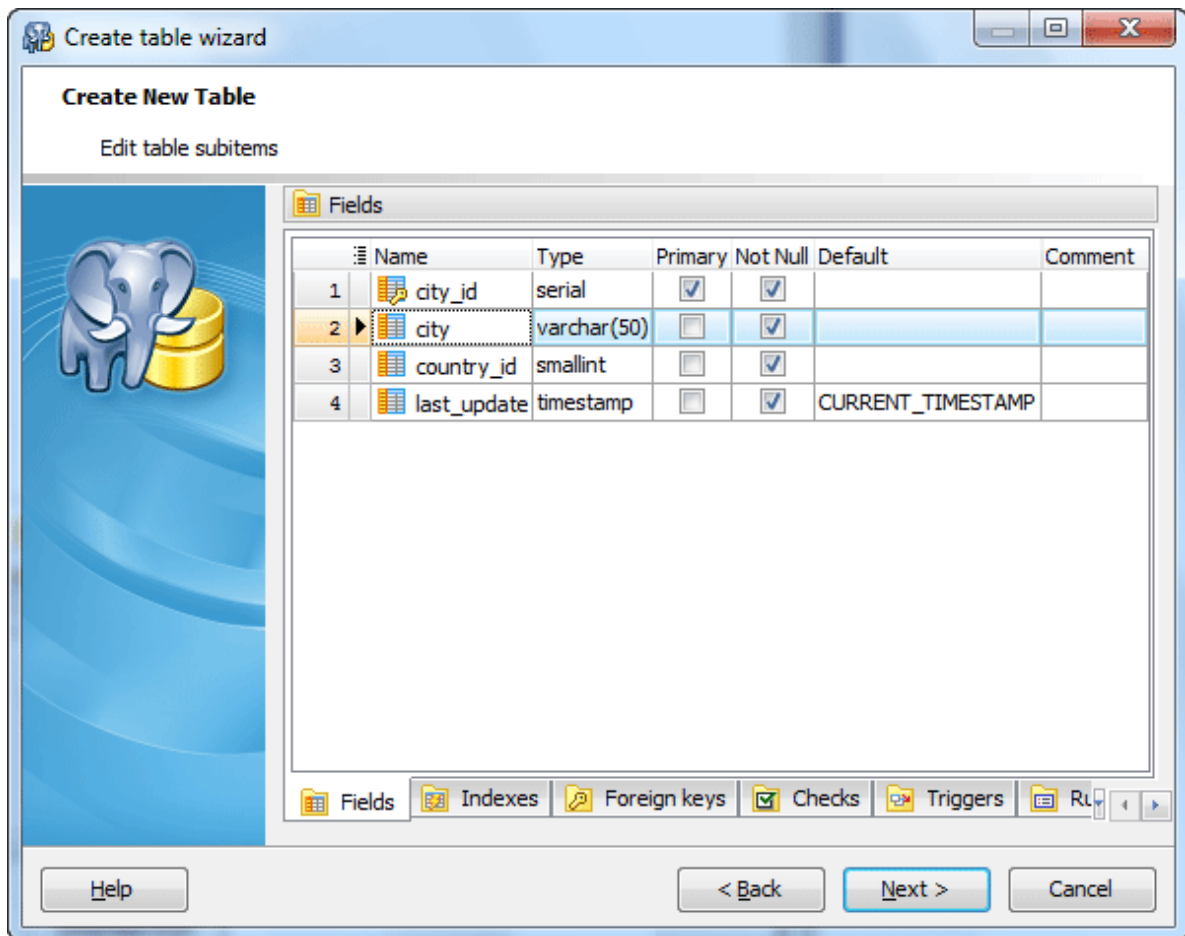 Create table wizard
Create New Table
Edit table subitems
Fields
Name Type Primary Not Null Default Comment
1 city_id serial
2 city varchar(50)
3 country_id smallint
4 last_update timestamp CURRENT_TIMESTAMP
Fields Indexes Foreign keys Checks Triggers
Help < Back Next > Cancel